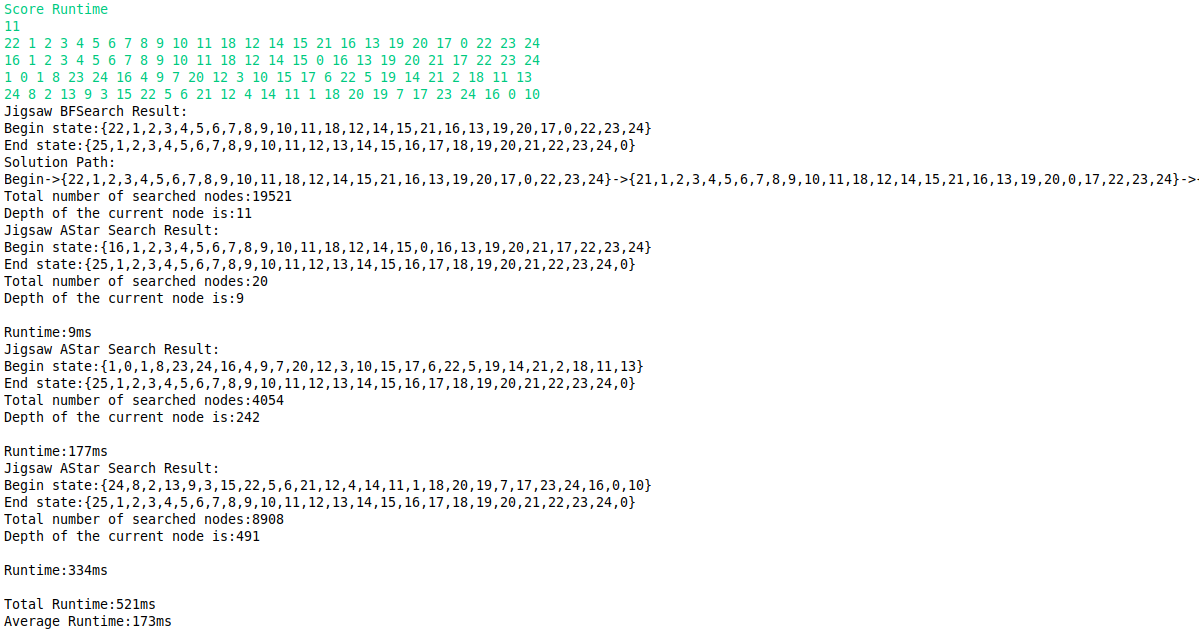 Score Runtime
11
22 1 2 3 4 5 6 7 8 9 10 11 18 12 14 15 21 16 13 19 20 17 0 22 23 24
16 1 2 3 4 5 6 7 8 9 10 11 18 12 14 15 0 16 13 19 20 21 17 22 23 24
1 0 1 8 23 24 16 4 9 7 20 12 3 10 15 17 6 22 5 19 14 21 2 18 11 13
24 8 2 13 9 3 15 22 5 6 21 12 4 14 11 1 18 20 19 7 17 23 24 16 0 10
Jigsaw BFSearch Result:
Begin state:{22,1,2,3,4,5,6,7,8,9,10,11,18,12,14,15,21,16,13,19,20,17,0,22,23,24}
End state:{25,1,2,3,4,5,6,7,8,9,10,11,12,13,14,15,16,17,18,19,20,21,22,23,24,0}
Solution Path:
Begin->{22,1,2,3,4,5,6,7,8,9,10,11,18,12,14,15,21,16,13,19,20,17,0,22,23,24}->{21,1,2,3,4,5,6,7,8,9,10,11,18,12,14,15,21,16,13,19,20,0,17,22,23,24}->
Total number of searched nodes:19521
Depth of the current node is:11
Jigsaw AStar Search Result:
Begin state:{16,1,2,3,4,5,6,7,8,9,10,11,18,12,14,15,0,16,13,19,20,21,17,22,23,24}
End state:{25,1,2,3,4,5,6,7,8,9,10,11,12,13,14,15,16,17,18,19,20,21,22,23,24,0}
Total number of searched nodes:20
Depth of the current node is:9
Runtime:9ms
Jigsaw AStar Search Result:
Begin state:{1,0,1,8,23,24,16,4,9,7,20,12,3,10,15,17,6,22,5,19,14,21,2,18,11,13}
End state:{25,1,2,3,4,5,6,7,8,9,10,11,12,13,14,15,16,17,18,19,20,21,22,23,24,0}
Total number of searched nodes:4054
Depth of the current node is:242
Runtime:177ms
Jigsaw AStar Search Result:
Begin state:{24,8,2,13,9,3,15,22,5,6,21,12,4,14,11,1,18,20,19,7,17,23,24,16,0,10}
End state:{25,1,2,3,4,5,6,7,8,9,10,11,12,13,14,15,16,17,18,19,20,21,22,23,24,0}
Total number of searched nodes:8908
Depth of the current node is:491
Runtime:334ms
Total Runtime:521ms
Average Runtime:173ms